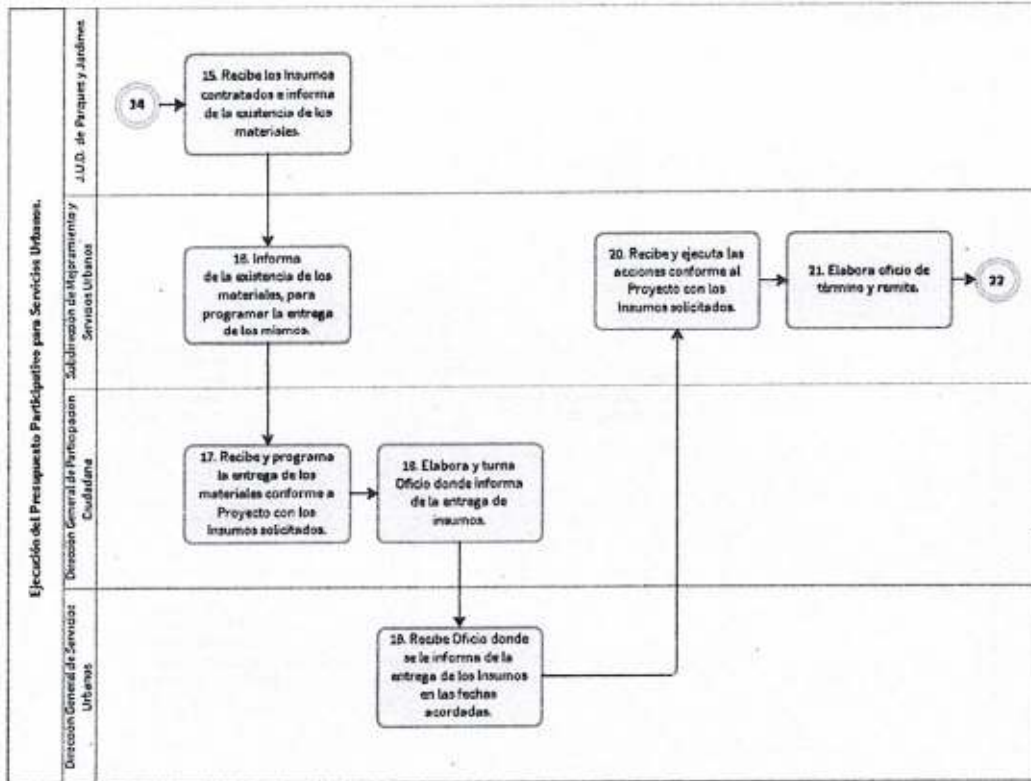 Ejecución del Presupuesto Participativo para Servicios Urbanos.
J.U.D. de Parques y Jardines
14
15. Recibe los Insumos
contratados e informa
de la existencia de los
materiales.
Subdirección de Mejoramiento y
Servicios Urbanos
16. Informa
de la existencia de los
materiales, para
programar la entrega
de los mismos.
20. Recibe y ejecuta las
acciones conforme al
Proyecto con los
Insumos solicitados.
21. Elabora oficio de
término y remite.
22
Dirección General de Participación
Ciudadana
17. Recibe y programa
la entrega de los
materiales conforme a
Proyecto con los
Insumos solicitados.
18. Elabora y turna
Oficio donde informa
de la entrega de
insumos.
Dirección General de Servicios
Urbanos
19. Recibe Oficio donde
se le informa de la
entrega de los Insumos
en las fechas
acordadas.